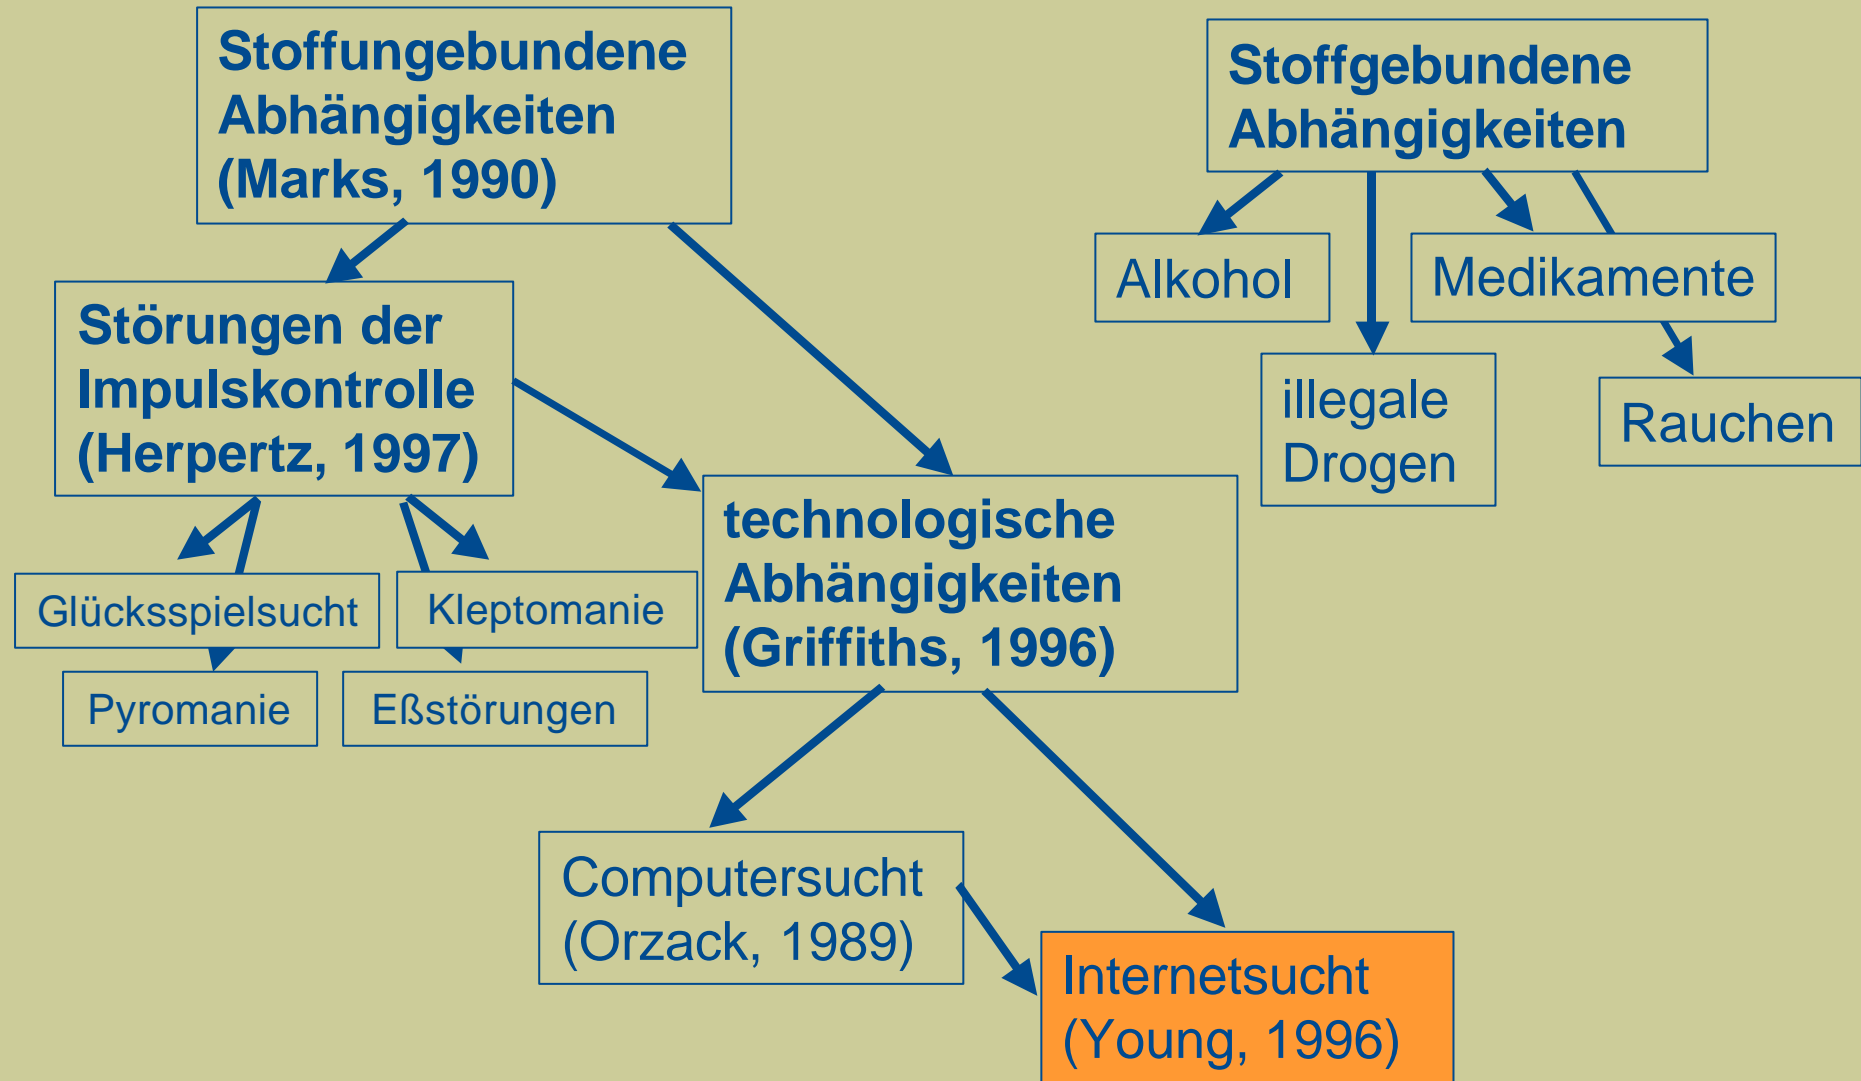 Stoffungebundene
Abhängigkeiten
(Marks, 1990)
Stoffgebundene
Abhängigkeiten
Alkohol
Medikamente
illegale
Drogen
Rauchen
Störungen der
Impulskontrolle
(Herpertz, 1997)
Glücksspielsucht
Kleptomanie
Pyromanie
Eßstörungen
technologische
Abhängigkeiten
(Griffiths, 1996)
Computersucht
(Orzack, 1989)
Internetsucht
(Young, 1996)